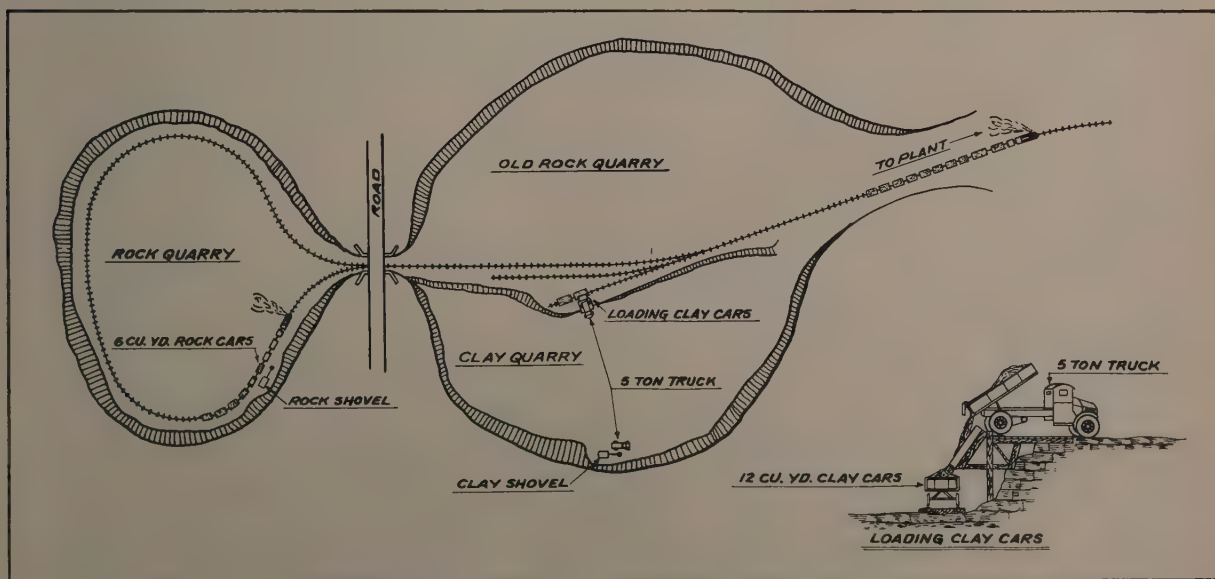 OLD ROCK QUARRY
TO PLANT
ROAD
ROCK QUARRY
6 CU. YD. ROCK CARS
ROCK SHOVEL
LOADING CLAY CARS
CLAY QUARRY
5 TON TRUCK
CLAY SHOVEL
5 TON TRUCK
12 CU. YD. CLAY CARS
LOADING CLAY CARS